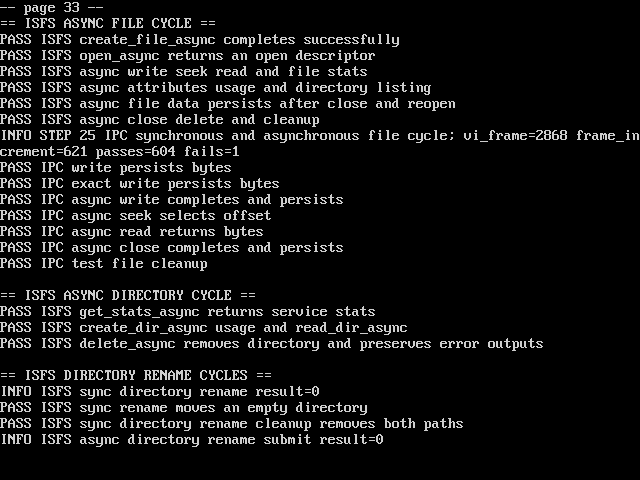 -- page 33 --
== ISFS ASYNC FILE CYCLE ==
PASS ISFS create_file_async completes successfully
PASS ISFS open_async returns an open descriptor
PASS ISFS async write seek read and file stats
PASS ISFS async attributes usage and directory listing
PASS ISFS async file data persists after close and reopen
PASS ISFS async close delete and cleanup
INFO STEP 25 IPC synchronous and asynchronous file cycle; vi_frame=2868 frame_in
crement=621 passes=604 fails=1
PASS IPC write persists bytes
PASS IPC exact write persists bytes
PASS IPC async write completes and persists
PASS IPC async seek selects offset
PASS IPC async read returns bytes
PASS IPC async close completes and persists
PASS IPC test file cleanup
== ISFS ASYNC DIRECTORY CYCLE ==
PASS ISFS get_stats_async returns service stats
PASS ISFS create_dir_async usage and read_dir_async
PASS ISFS delete_async removes directory and preserves error outputs
== ISFS DIRECTORY RENAME CYCLES ==
INFO ISFS sync directory rename result=0
PASS ISFS sync rename moves an empty directory
PASS ISFS sync directory rename cleanup removes both paths
INFO ISFS async directory rename submit result=0